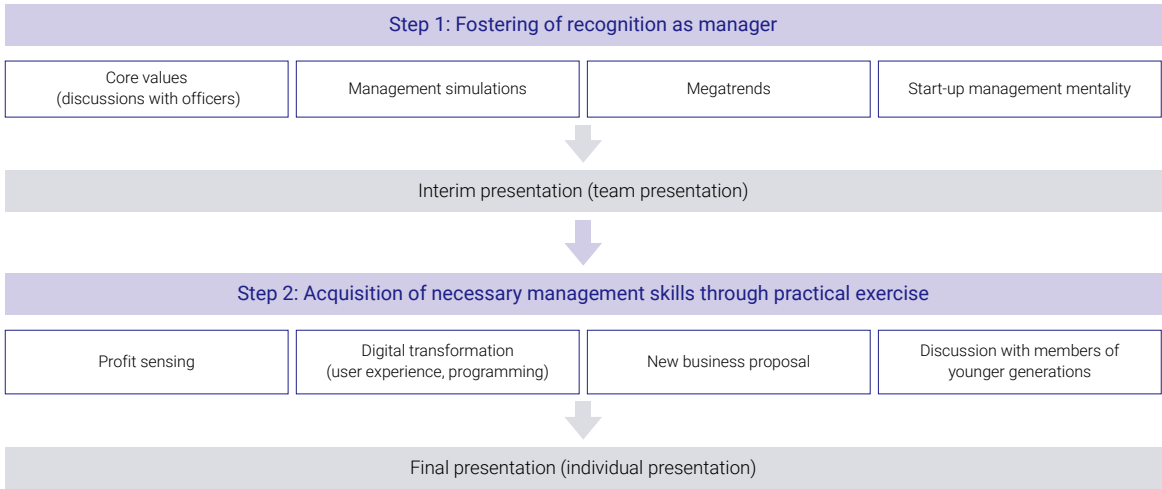 Step 1: Fostering of recognition as manager
Core values
(discussions with officers)
Management simulations
Megatrends
Start-up management mentality
Interim presentation (team presentation)
Step 2: Acquisition of necessary management skills through practical exercise
Profit sensing
Digital transformation
(user experience, programming)
New business proposal
Discussion with members of
younger generations
Final presentation (individual presentation)